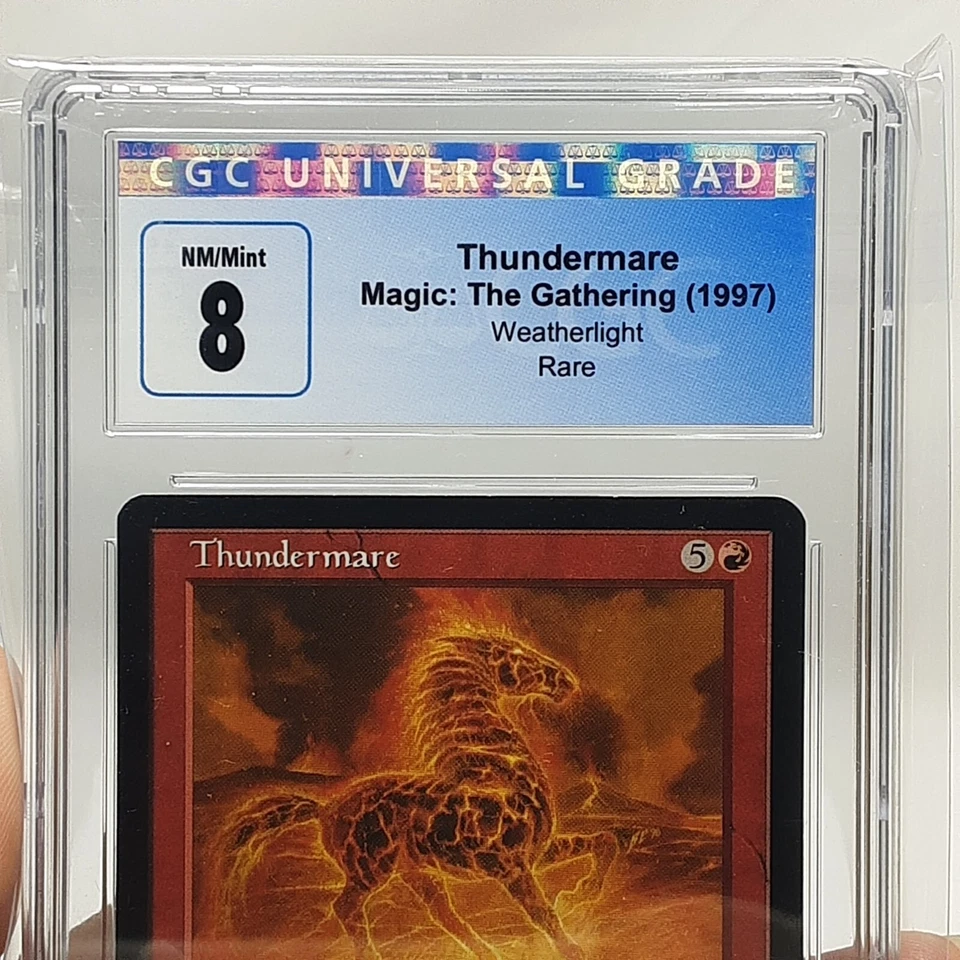 CGC UNIVERSAL GRADE
NM/Mint
8
Thundermare
Magic: The Gathering (1997)
Weatherlight
Rare
Thundermare 5